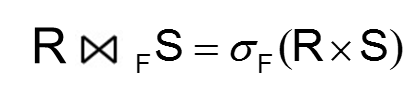 R ⋈ F S = σF(R × S)